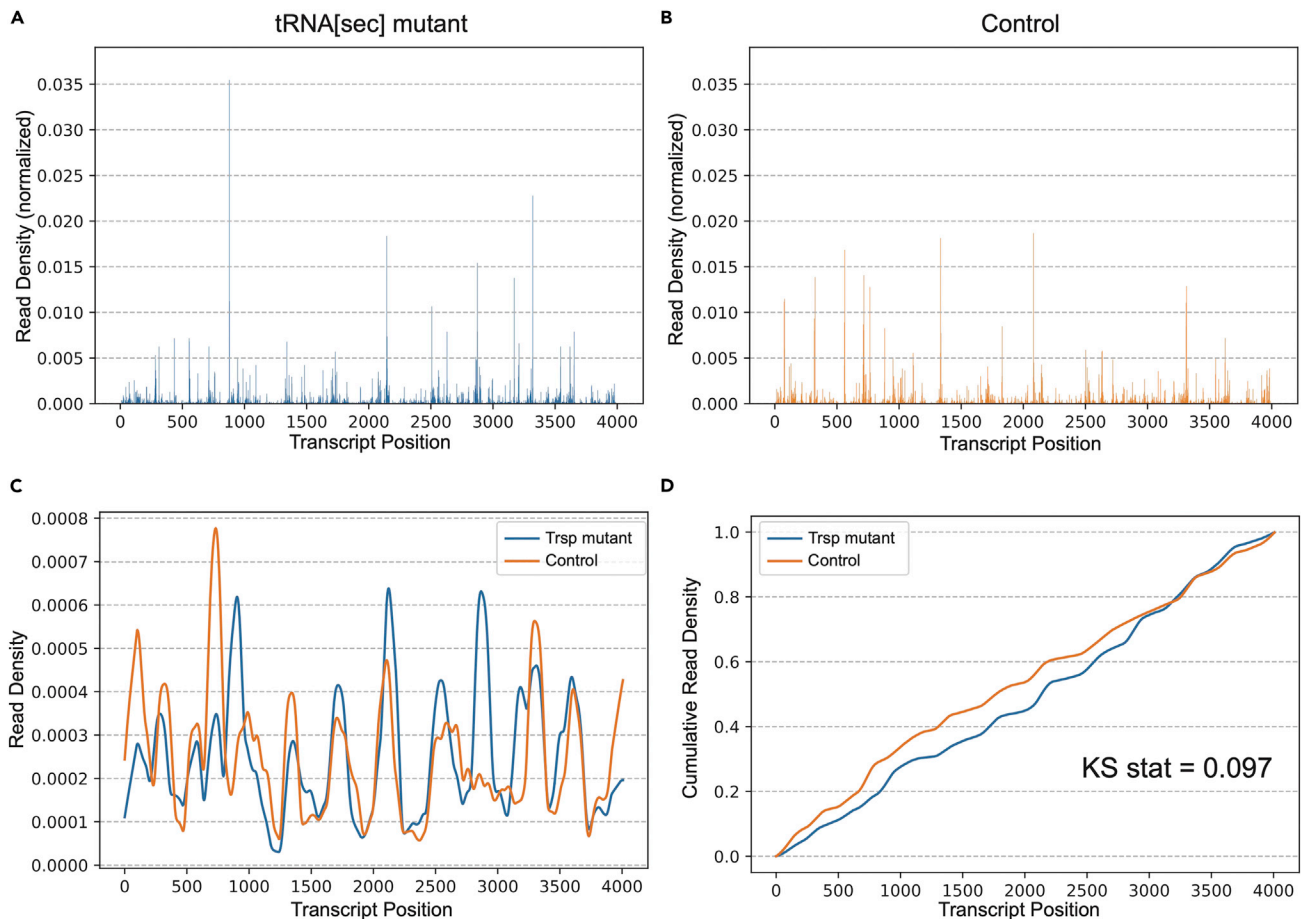 A
tRNA[sec] mutant
Read Density (normalized)
0.035
0.030
0.025
0.020
0.015
0.010
0.005
0.000
0 500 1000 1500 2000 2500 3000 3500 4000
Transcript Position
B
Control
Read Density (normalized)
0.035
0.030
0.025
0.020
0.015
0.010
0.005
0.000
0 500 1000 1500 2000 2500 3000 3500 4000
Transcript Position
C
Read Density
0.0008
0.0007
0.0006
0.0005
0.0004
0.0003
0.0002
0.0001
0.0000
Trsp mutant
Control
0 500 1000 1500 2000 2500 3000 3500 4000
Transcript Position
D
Cumulative Read Density
1.0
0.8
0.6
0.4
0.2
0.0
Trsp mutant
Control
KS stat = 0.097
0 500 1000 1500 2000 2500 3000 3500 4000
Transcript Position